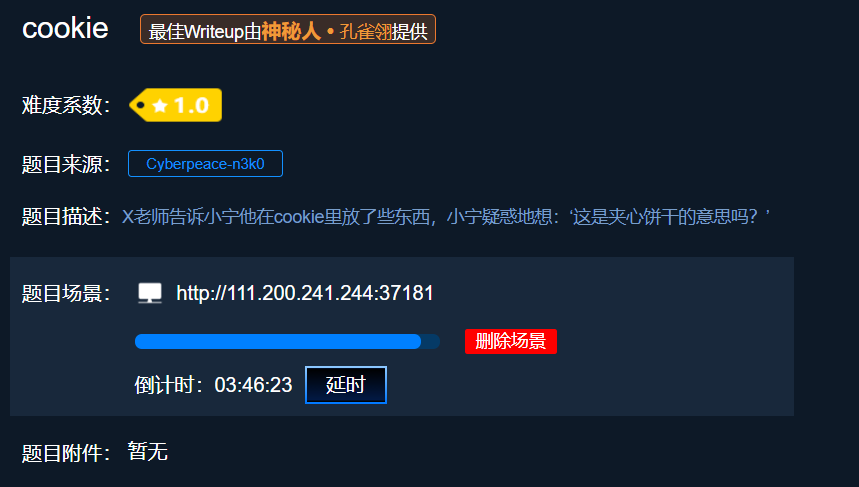 cookie 最佳Writeup由神秘人•孔雀翎提供
难度系数： 1.0
题目来源： Cyberpeace-n3k0
题目描述：X老师告诉小宁他在cookie里放了些东西，小宁疑惑地想：‘这是夹心饼干的意思吗？’
题目场景： http://111.200.241.244:37181
删除场景
倒计时：03:46:23 延时
题目附件： 暂无